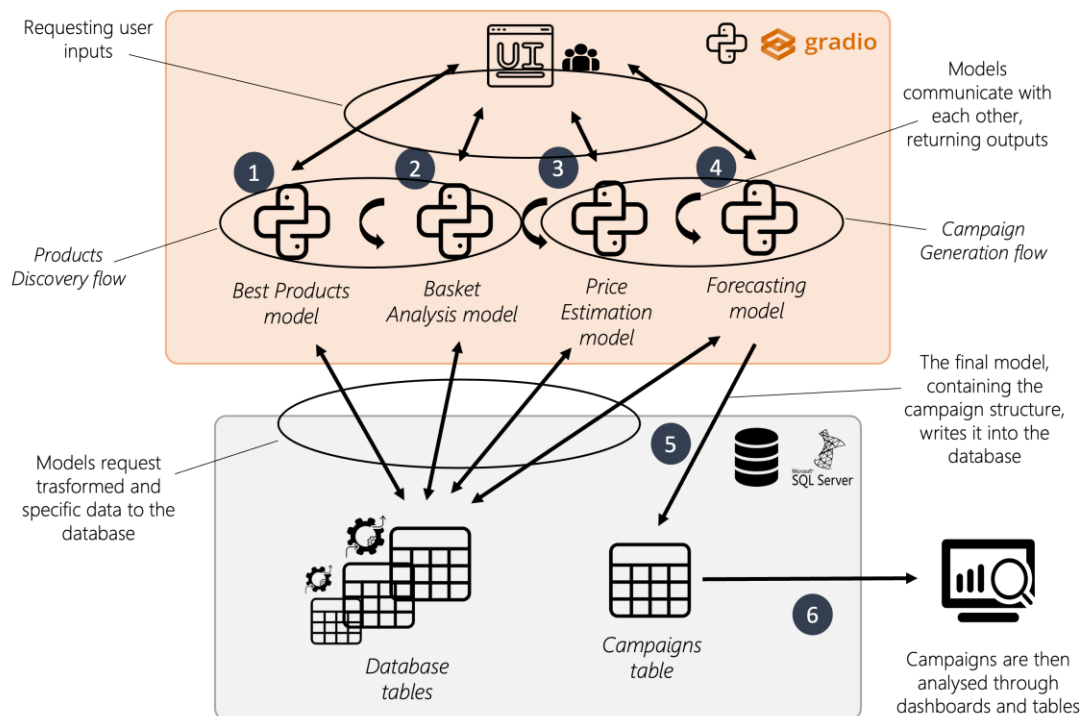 Requesting user
inputs
UI
gradio
Models
communicate with
each other,
returning outputs
1
2
3
4
Products
Discovery flow
Campaign
Generation flow
Best Products
model
Basket
Analysis model
Price
Estimation
model
Forecasting
model
The final model,
containing the
campaign structure,
writes it into the
database
5
Microsoft
SQL Server
Models request
trasformed and
specific data to the
database
6
Database
tables
Campaigns
table
Campaigns are then
analysed through
dashboards and tables